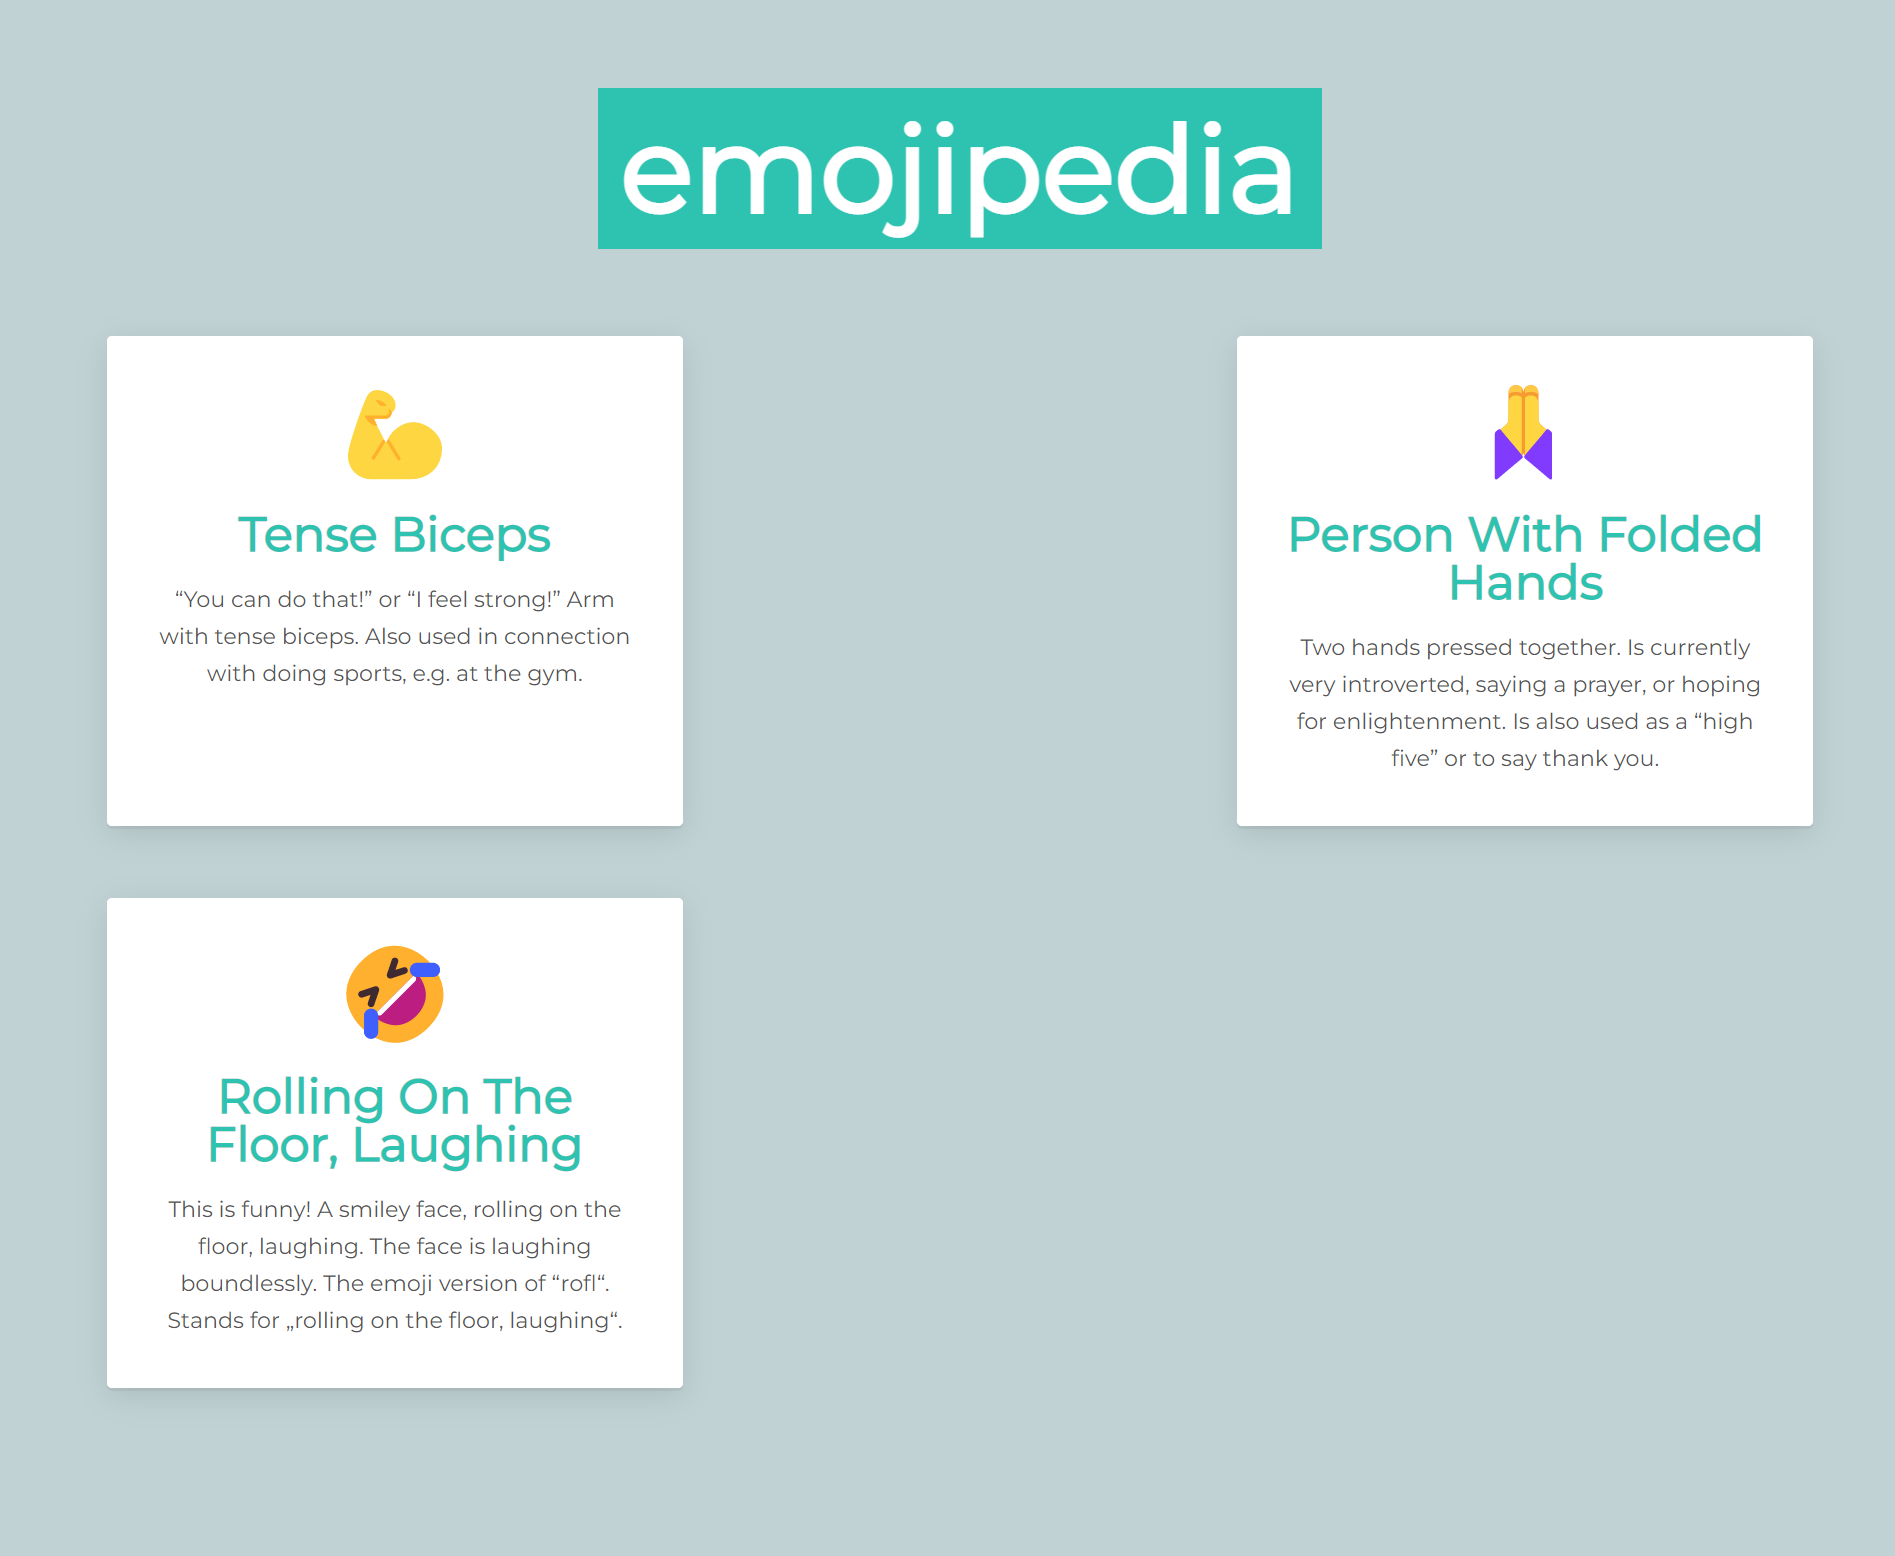 emojipedia
Tense Biceps
“You can do that!” or “I feel strong!” Arm
with tense biceps. Also used in connection
with doing sports, e.g. at the gym.
Person With Folded
Hands
Two hands pressed together. Is currently
very introverted, saying a prayer, or hoping
for enlightenment. Is also used as a “high
five” or to say thank you.
Rolling On The
Floor, Laughing
This is funny! A smiley face, rolling on the
floor, laughing. The face is laughing
boundlessly. The emoji version of “rofl“.
Stands for „rolling on the floor, laughing“.